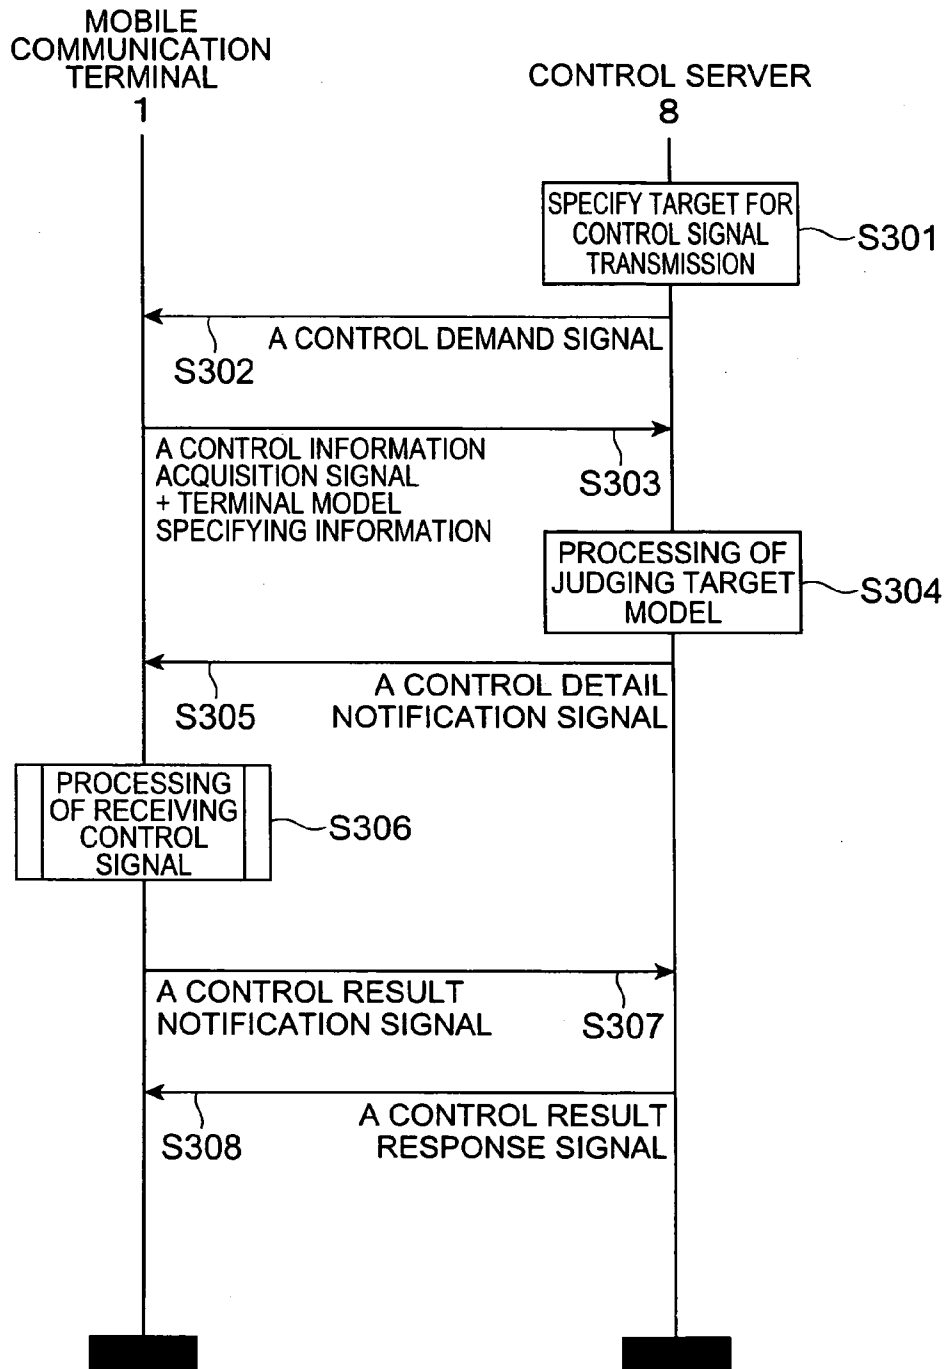 MOBILE
COMMUNICATION
TERMINAL
1
CONTROL SERVER
8
SPECIFY TARGET FOR
CONTROL SIGNAL
TRANSMISSION
S301
A CONTROL DEMAND SIGNAL
S302
A CONTROL INFORMATION
ACQUISITION SIGNAL
+ TERMINAL MODEL
SPECIFYING INFORMATION
S303
PROCESSING OF
JUDGING TARGET
MODEL
S304
A CONTROL DETAIL
NOTIFICATION SIGNAL
S305
PROCESSING
OF RECEIVING
CONTROL
SIGNAL
S306
A CONTROL RESULT
NOTIFICATION SIGNAL
S307
A CONTROL RESULT
RESPONSE SIGNAL
S308